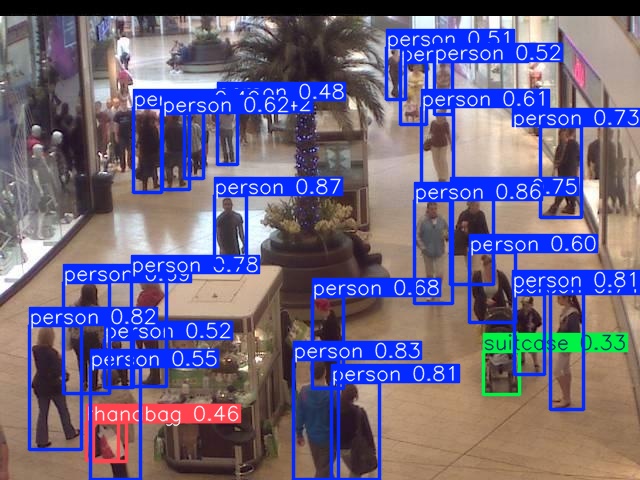 person 0.51
person 0.52
person 0.48
person 0.62
person 0.61
person 0.73
person 0.87
person 0.86
.75
person 0.60
person
person 0.78
person 0.81
person 0.68
person 0.82
person 0.52
suitcase 0.33
person 0.83
person 0.55
person 0.81
handbag 0.46